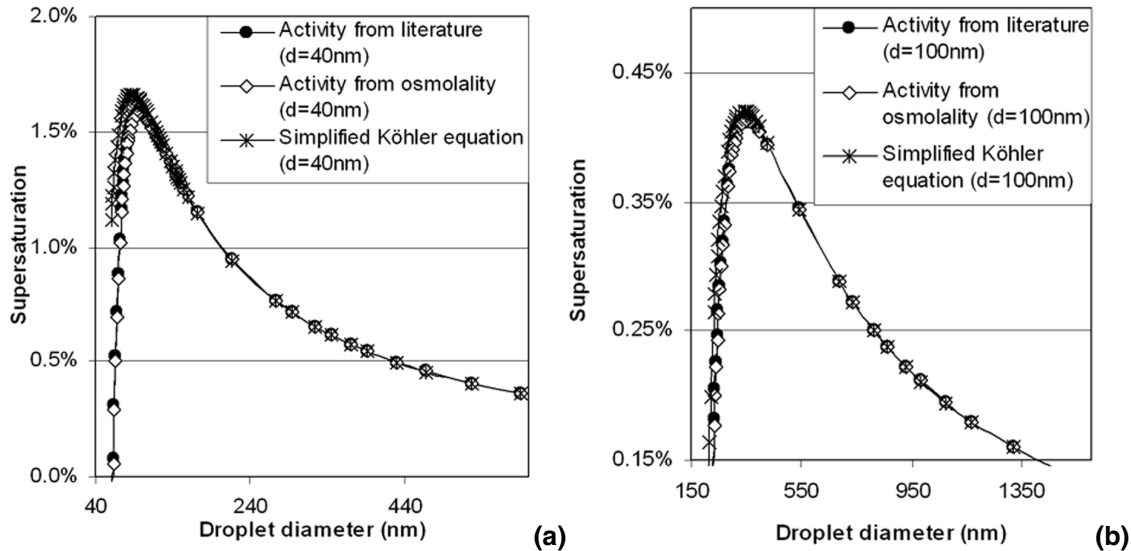 2.0%
1.5%
1.0%
0.5%
0.0%
Supersaturation
40
240
440
Droplet diameter (nm)
(a)
Activity from literature
(d=40nm)
Activity from osmolality
(d=40nm)
Simplified Köhler equation
(d=40nm)
0.45%
0.35%
0.25%
0.15%
Supersaturation
150
550
950
1350
Droplet diameter (nm)
(b)
Activity from literature
(d=100nm)
Activity from
osmolality (d=100nm)
Simplified Köhler
equation (d=100nm)